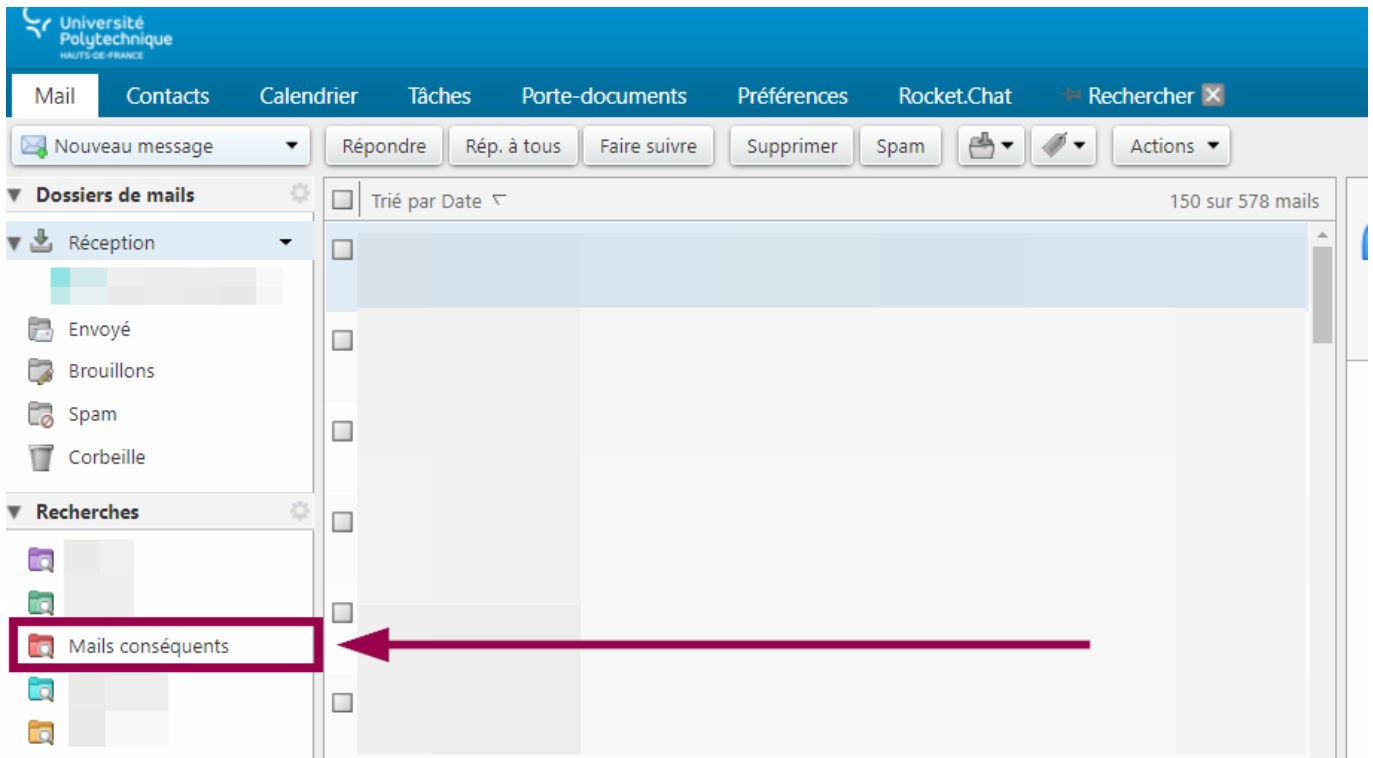 Université
Polytechnique
HAUTS-DE-FRANCE
Mail Contacts Calendrier Tâches Porte-documents Préférences Rocket.Chat Rechercher
Nouveau message Répondre Rép. à tous Faire suivre Supprimer Spam Actions
Dossiers de mails
Trié par Date 150 sur 578 mails
Réception
Envoyé
Brouillons
Spam
Corbeille
Recherches
Mails conséquents